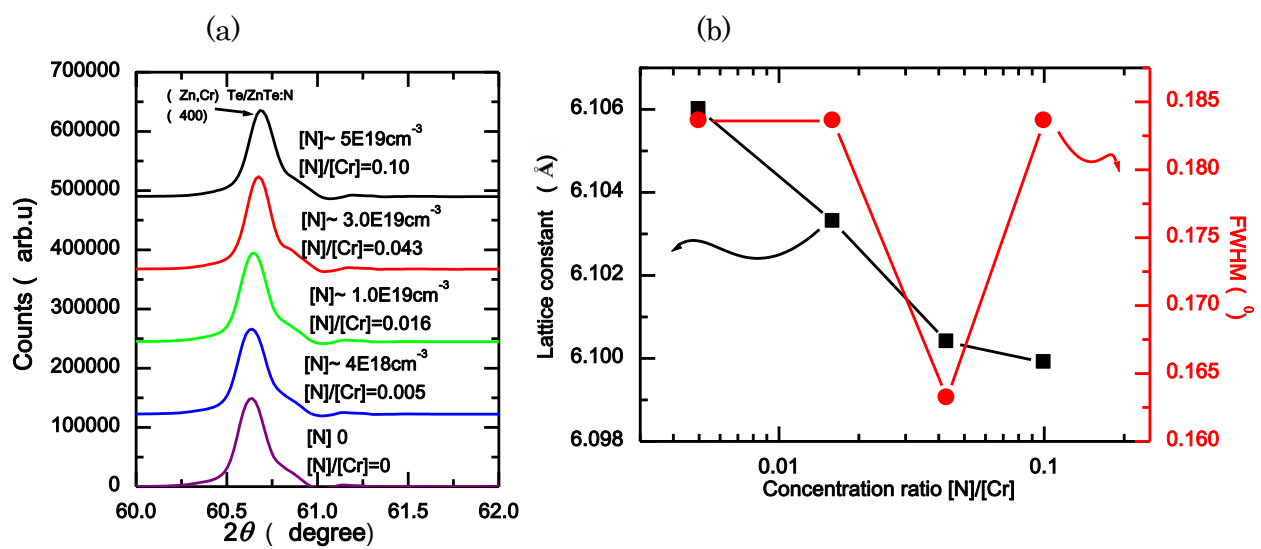 (a)
700000
600000
500000
400000
300000
200000
100000
0
Counts ( arb.u)
( Zn,Cr) Te/ZnTe:N
( 400)
[N]~ 5E19cm-3
[N]/[Cr]=0.10
[N]~ 3.0E19cm-3
[N]/[Cr]=0.043
[N]~ 1.0E19cm-3
[N]/[Cr]=0.016
[N]~ 4E18cm-3
[N]/[Cr]=0.005
[N] 0
[N]/[Cr]=0
60.0 60.5 61.0 61.5 62.0
2θ ( degree)
(b)
6.106
6.104
6.102
6.100
6.098
Lattice constant ( Å)
0.185
0.180
0.175
0.170
0.165
0.160
FWHM ( 0)
0.01 0.1
Concentration ratio [N]/[Cr]